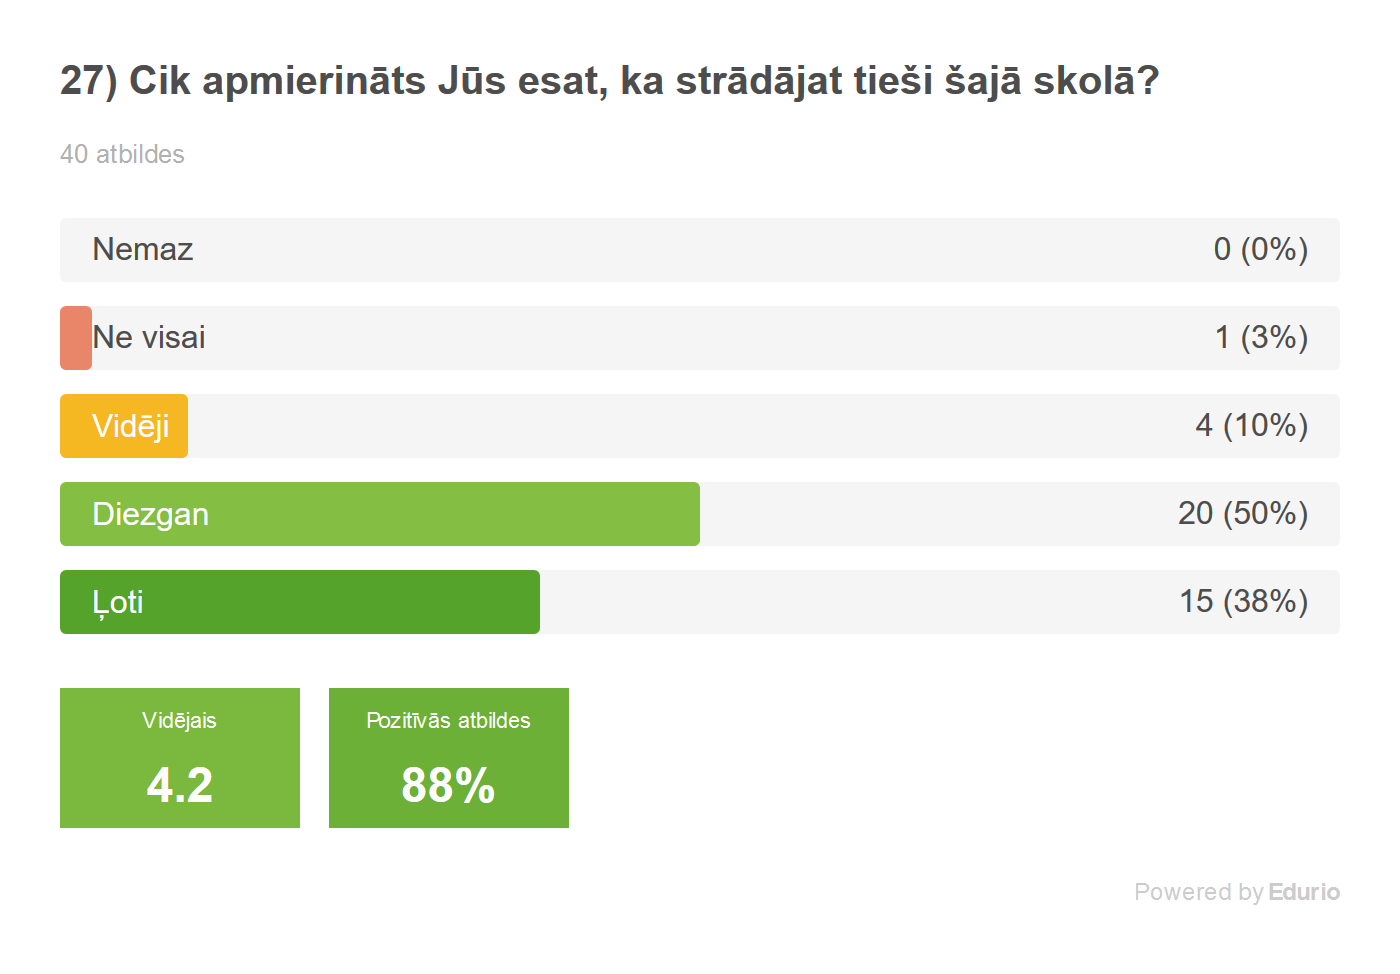 27) Cik apmierināts Jūs esat, ka strādājat tieši šajā skolā?
40 atbildes
Nemaz 0 (0%)
Ne visai 1 (3%)
Vidēji 4 (10%)
Diezgan 20 (50%)
Ļoti 15 (38%)
Vidējais Pozitīvās atbildes
4.2 88%
Powered by Edurio